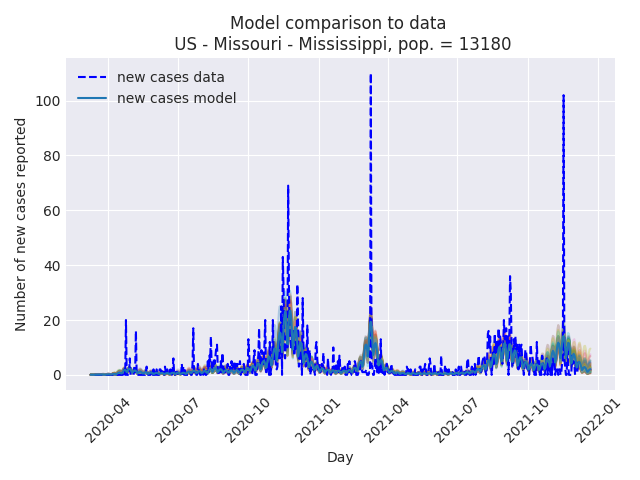 Model comparison to data
US - Missouri - Mississippi, pop. = 13180
new cases data
new cases model
Number of new cases reported
100
80
60
40
20
0
2020-04
2020-07
2020-10
2021-01
2021-04
2021-07
2021-10
2022-01
Day